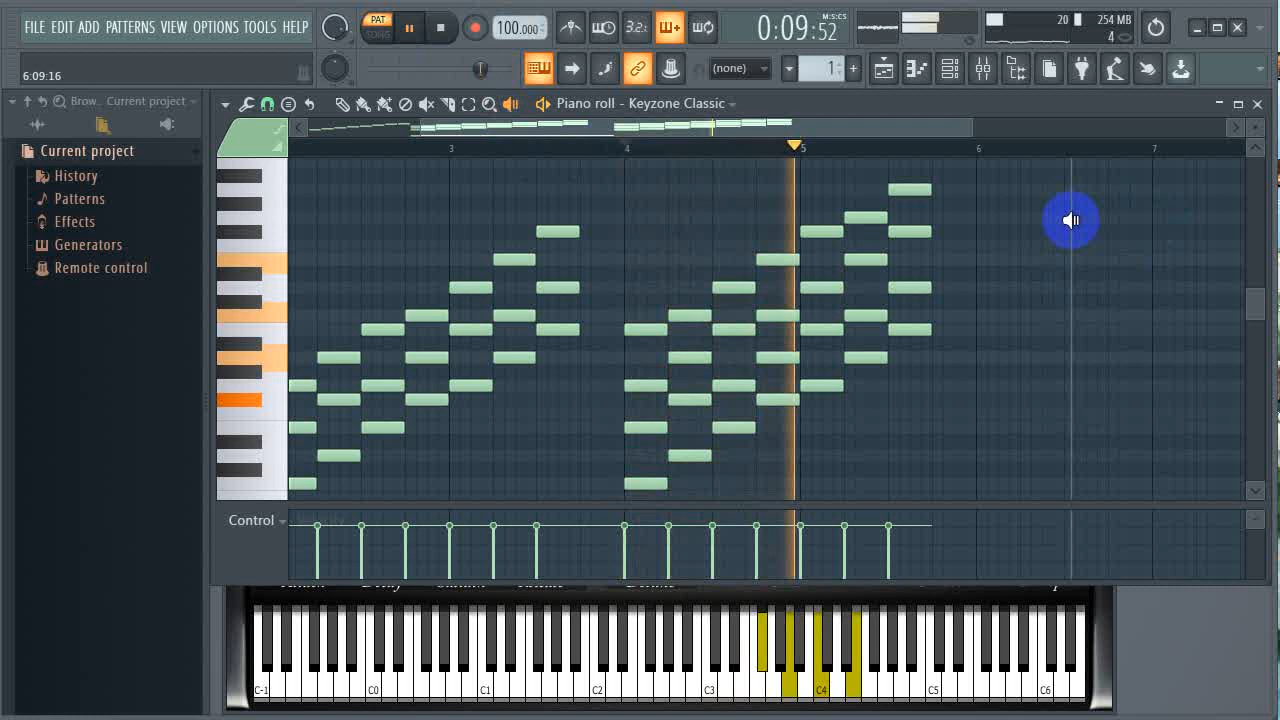 FILE EDIT ADD PATTERNS VIEW OPTIONS TOOLS HELP
PAT
SONG
100.000
3.2
0:09:52
M:S:CS
20
254 MB
4
6:09:16
(none)
1
Brow.. Current project
Piano roll - Keyzone Classic
Current project
History
Patterns
Effects
Generators
Remote control
3
4
5
6
7
Control
C-1
C0
C1
C2
C3
C4
C5
C6